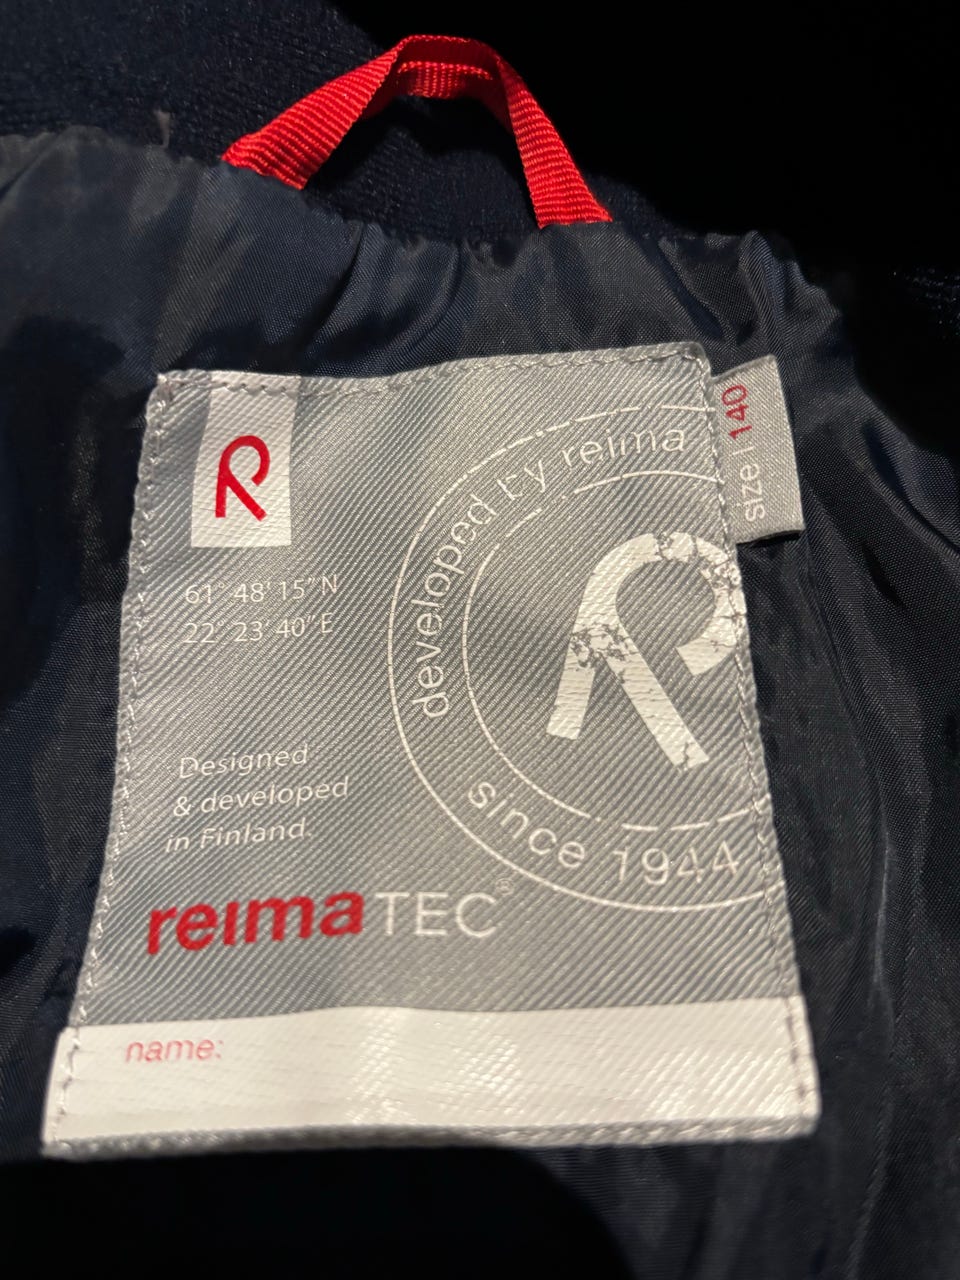 R
size | 140
developed by reima
since 1944
61° 48' 15" N
22° 23' 40" E
Designed
& developed
in Finland.
reimaTEC®
name: